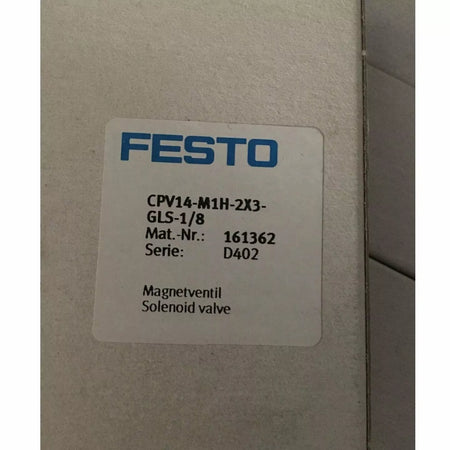 FESTO
CPV14-M1H-2X3-
GLS-1/8
Mat.-Nr.: 161362
Serie: D402
Magnetventil
Solenoid valve